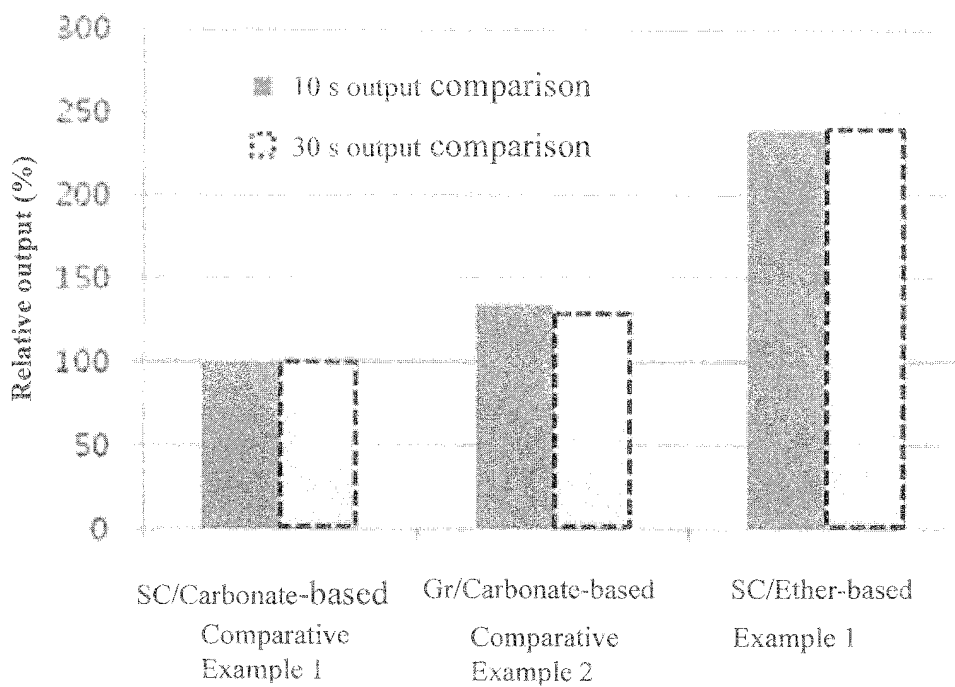 300
250
200
150
100
50
0
Relative output (%)
10 s output comparison
30 s output comparison
SC/Carbonate-based
Comparative
Example 1
Gr/Carbonate-based
Comparative
Example 2
SC/Ether-based
Example 1